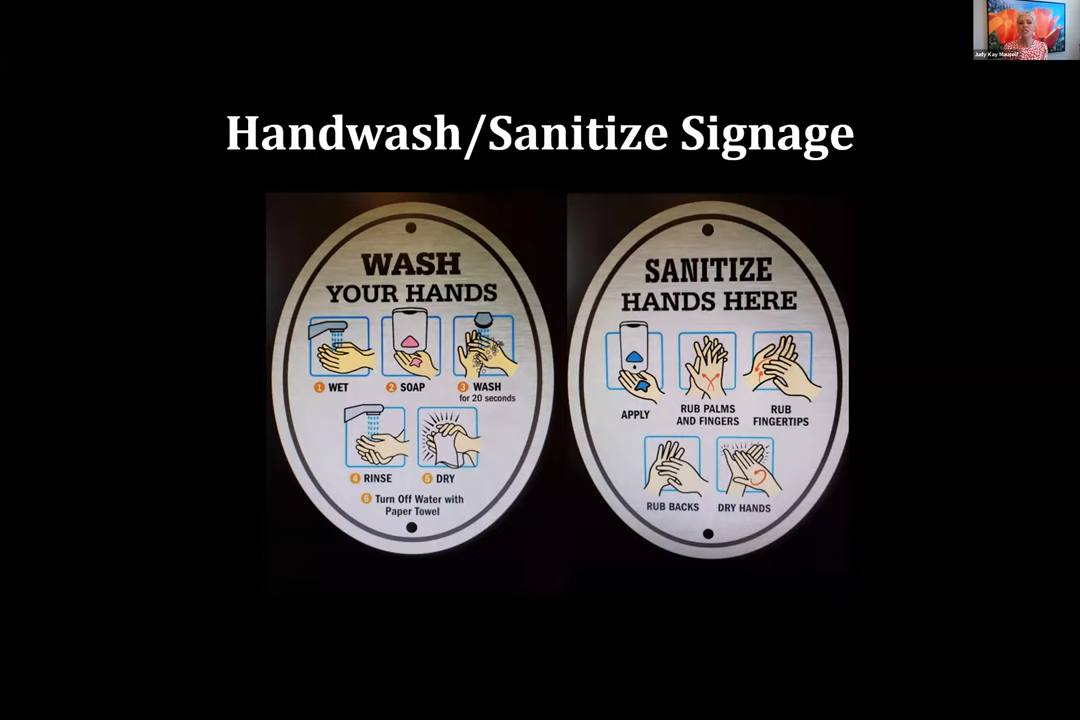 Handwash/Sanitize Signage
WASH
YOUR HANDS
1 WET
2 SOAP
3 WASH
for 20 seconds
4 RINSE
5 DRY
6 Turn Off Water with
Paper Towel
SANITIZE
HANDS HERE
APPLY
RUB PALMS
AND FINGERS
RUB
FINGERTIPS
RUB BACKS
DRY HANDS
Judy Kay